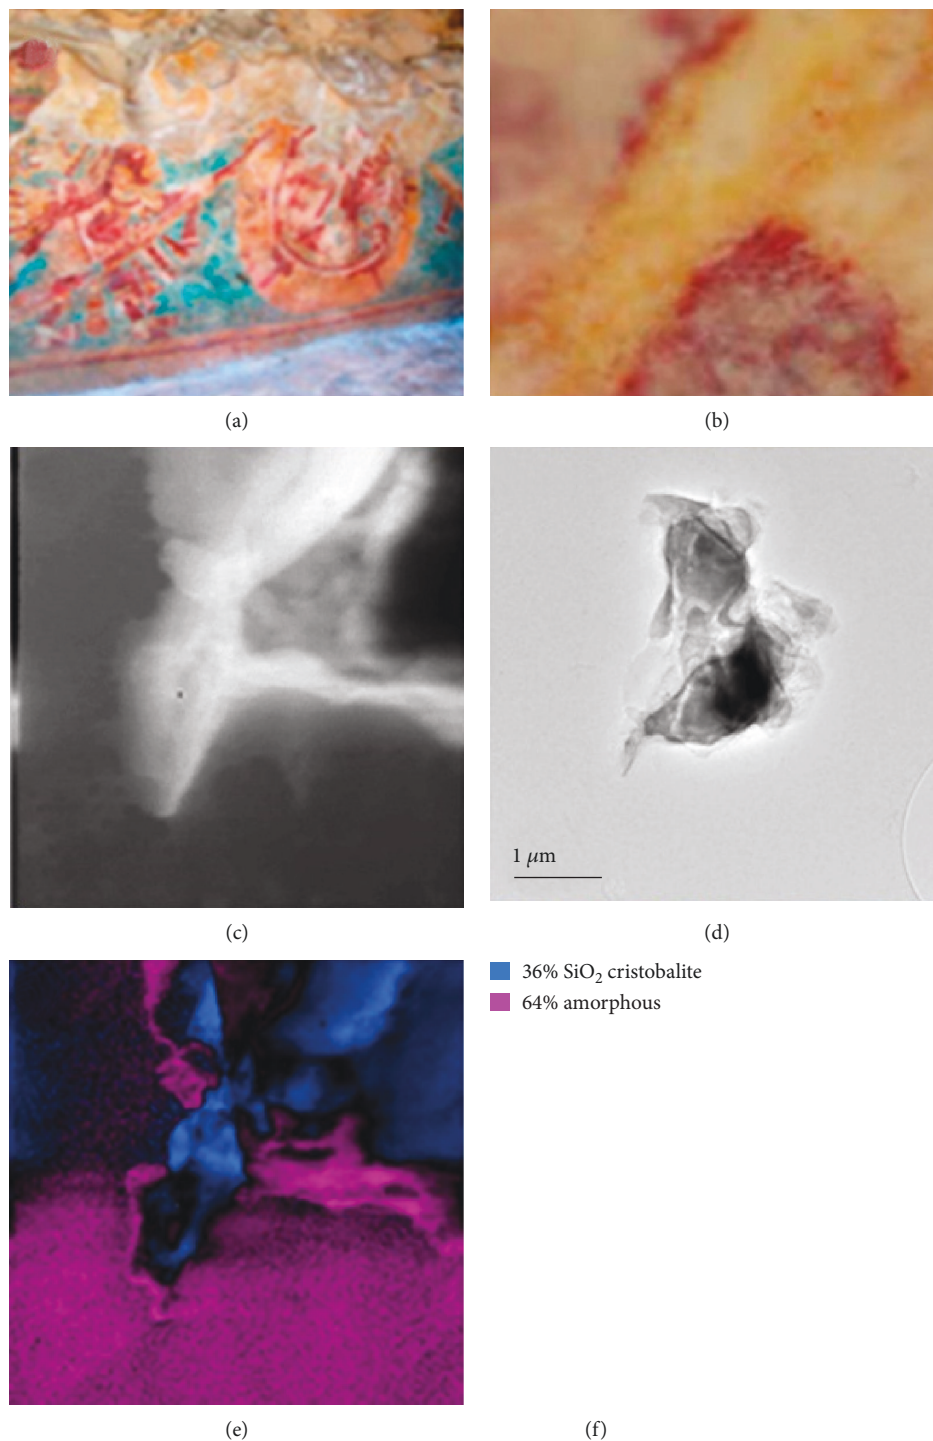 (a)
(b)
(c)
1 μm
(d)
36% SiO2 cristobalite
64% amorphous
(e)
(f)